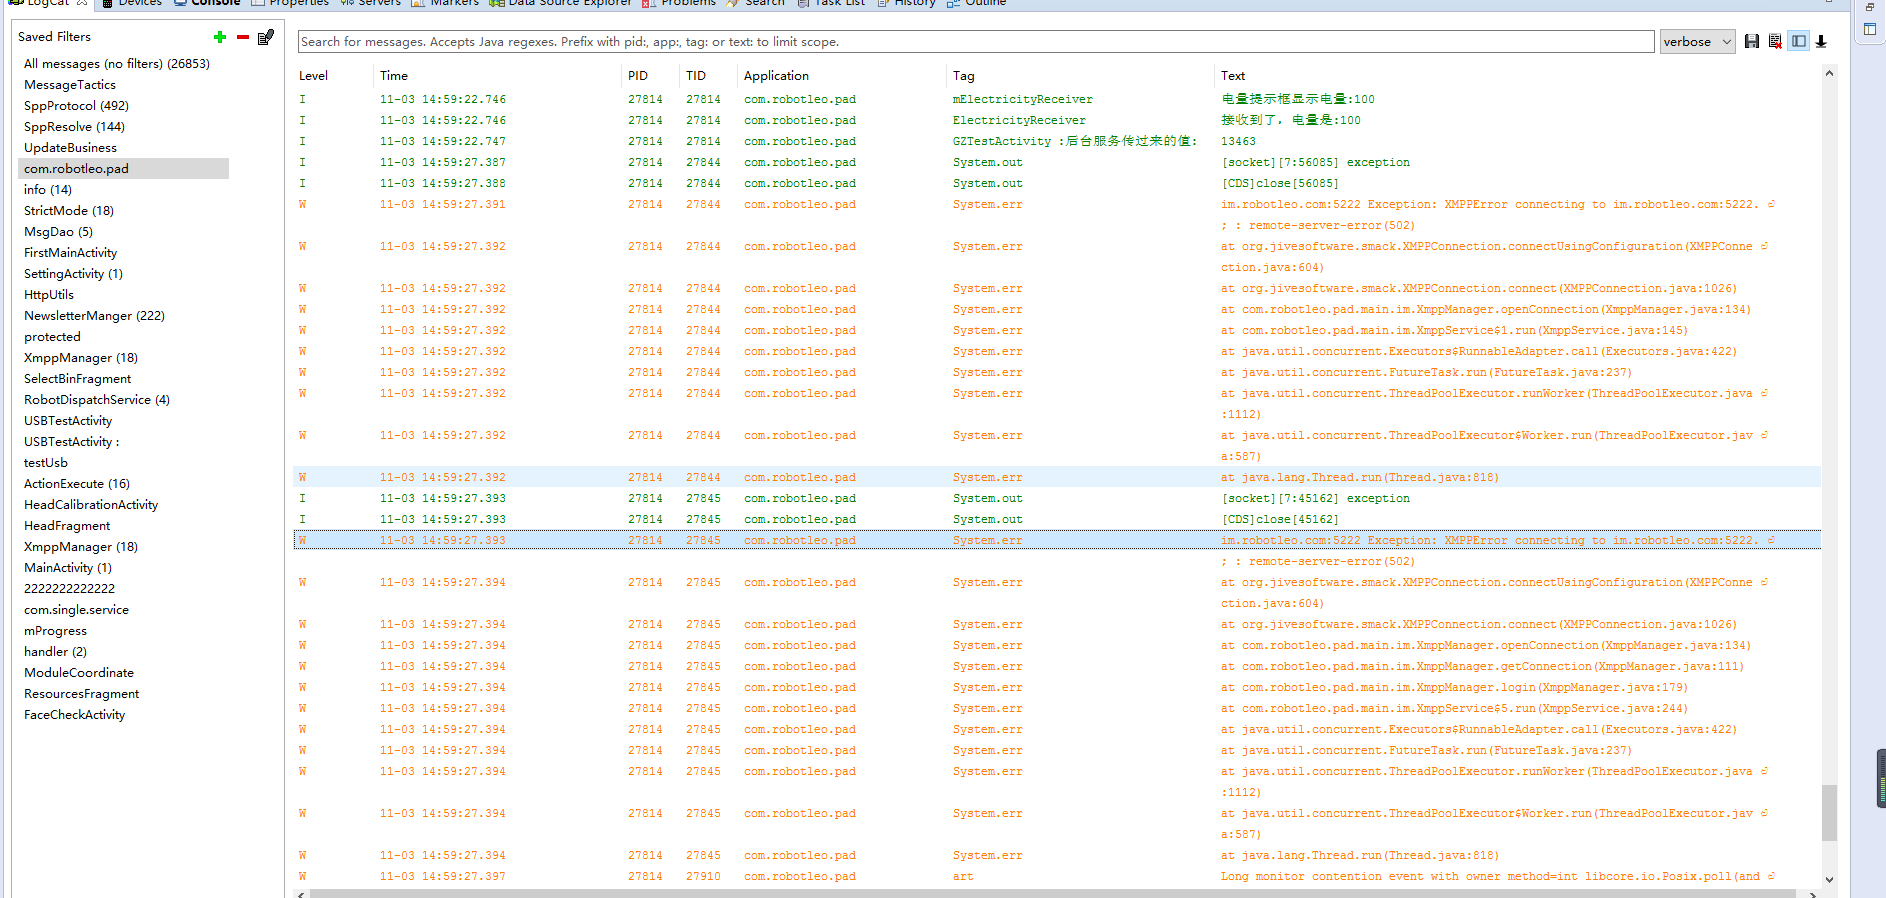 LogCat Devices Console Properties Servers Markers Data Source Explorer Problems Search Task List History Outline
Saved Filters
All messages (no filters) (26853)
MessageTactics
SppProtocol (492)
SppResolve (144)
UpdateBusiness
com.robotleo.pad
info (14)
StrictMode (18)
MsgDao (5)
FirstMainActivity
SettingActivity (1)
HttpUtils
NewsletterManger (222)
protected
XmppManager (18)
SelectBinFragment
RobotDispatchService (4)
USBTestActivity
USBTestActivity :
testUsb
ActionExecute (16)
HeadCalibrationActivity
HeadFragment
XmppManager (18)
MainActivity (1)
2222222222222
com.single.service
mProgress
handler (2)
ModuleCoordinate
ResourcesFragment
FaceCheckActivity
Search for messages. Accepts Java regexes. Prefix with pid:, app:, tag: or text: to limit scope. verbose
Level Time PID TID Application Tag Text
I 11-03 14:59:22.746 27814 27814 com.robotleo.pad mElectricityReceiver 电量提示框显示电量:100
I 11-03 14:59:22.746 27814 27814 com.robotleo.pad ElectricityReceiver 接收到了，电量是:100
I 11-03 14:59:22.747 27814 27814 com.robotleo.pad GZTestActivity :后台服务传过来的值: 13463
I 11-03 14:59:27.387 27814 27844 com.robotleo.pad System.out [socket][7:56085] exception
I 11-03 14:59:27.388 27814 27844 com.robotleo.pad System.out [CDS]close[56085]
W 11-03 14:59:27.391 27814 27844 com.robotleo.pad System.err im.robotleo.com:5222 Exception: XMPPError connecting to im.robotleo.com:5222.
; : remote-server-error(502)
W 11-03 14:59:27.392 27814 27844 com.robotleo.pad System.err at org.jivesoftware.smack.XMPPConnection.connectUsingConfiguration(XMPPConne
ction.java:604)
W 11-03 14:59:27.392 27814 27844 com.robotleo.pad System.err at org.jivesoftware.smack.XMPPConnection.connect(XMPPConnection.java:1026)
W 11-03 14:59:27.392 27814 27844 com.robotleo.pad System.err at com.robotleo.pad.main.im.XmppManager.openConnection(XmppManager.java:134)
W 11-03 14:59:27.392 27814 27844 com.robotleo.pad System.err at com.robotleo.pad.main.im.XmppService$1.run(XmppService.java:145)
W 11-03 14:59:27.392 27814 27844 com.robotleo.pad System.err at java.util.concurrent.Executors$RunnableAdapter.call(Executors.java:422)
W 11-03 14:59:27.392 27814 27844 com.robotleo.pad System.err at java.util.concurrent.FutureTask.run(FutureTask.java:237)
W 11-03 14:59:27.392 27814 27844 com.robotleo.pad System.err at java.util.concurrent.ThreadPoolExecutor.runWorker(ThreadPoolExecutor.java
:1112)
W 11-03 14:59:27.392 27814 27844 com.robotleo.pad System.err at java.util.concurrent.ThreadPoolExecutor$Worker.run(ThreadPoolExecutor.jav
a:587)
W 11-03 14:59:27.392 27814 27844 com.robotleo.pad System.err at java.lang.Thread.run(Thread.java:818)
I 11-03 14:59:27.393 27814 27845 com.robotleo.pad System.out [socket][7:45162] exception
I 11-03 14:59:27.393 27814 27845 com.robotleo.pad System.out [CDS]close[45162]
W 11-03 14:59:27.393 27814 27845 com.robotleo.pad System.err im.robotleo.com:5222 Exception: XMPPError connecting to im.robotleo.com:5222.
; : remote-server-error(502)
W 11-03 14:59:27.394 27814 27845 com.robotleo.pad System.err at org.jivesoftware.smack.XMPPConnection.connectUsingConfiguration(XMPPConne
ction.java:604)
W 11-03 14:59:27.394 27814 27845 com.robotleo.pad System.err at org.jivesoftware.smack.XMPPConnection.connect(XMPPConnection.java:1026)
W 11-03 14:59:27.394 27814 27845 com.robotleo.pad System.err at com.robotleo.pad.main.im.XmppManager.openConnection(XmppManager.java:134)
W 11-03 14:59:27.394 27814 27845 com.robotleo.pad System.err at com.robotleo.pad.main.im.XmppManager.getConnection(XmppManager.java:111)
W 11-03 14:59:27.394 27814 27845 com.robotleo.pad System.err at com.robotleo.pad.main.im.XmppManager.login(XmppManager.java:179)
W 11-03 14:59:27.394 27814 27845 com.robotleo.pad System.err at com.robotleo.pad.main.im.XmppService$5.run(XmppService.java:244)
W 11-03 14:59:27.394 27814 27845 com.robotleo.pad System.err at java.util.concurrent.Executors$RunnableAdapter.call(Executors.java:422)
W 11-03 14:59:27.394 27814 27845 com.robotleo.pad System.err at java.util.concurrent.FutureTask.run(FutureTask.java:237)
W 11-03 14:59:27.394 27814 27845 com.robotleo.pad System.err at java.util.concurrent.ThreadPoolExecutor.runWorker(ThreadPoolExecutor.java
:1112)
W 11-03 14:59:27.394 27814 27845 com.robotleo.pad System.err at java.util.concurrent.ThreadPoolExecutor$Worker.run(ThreadPoolExecutor.jav
a:587)
W 11-03 14:59:27.394 27814 27845 com.robotleo.pad System.err at java.lang.Thread.run(Thread.java:818)
W 11-03 14:59:27.397 27814 27910 com.robotleo.pad art Long monitor contention event with owner method=int libcore.io.Posix.poll(and